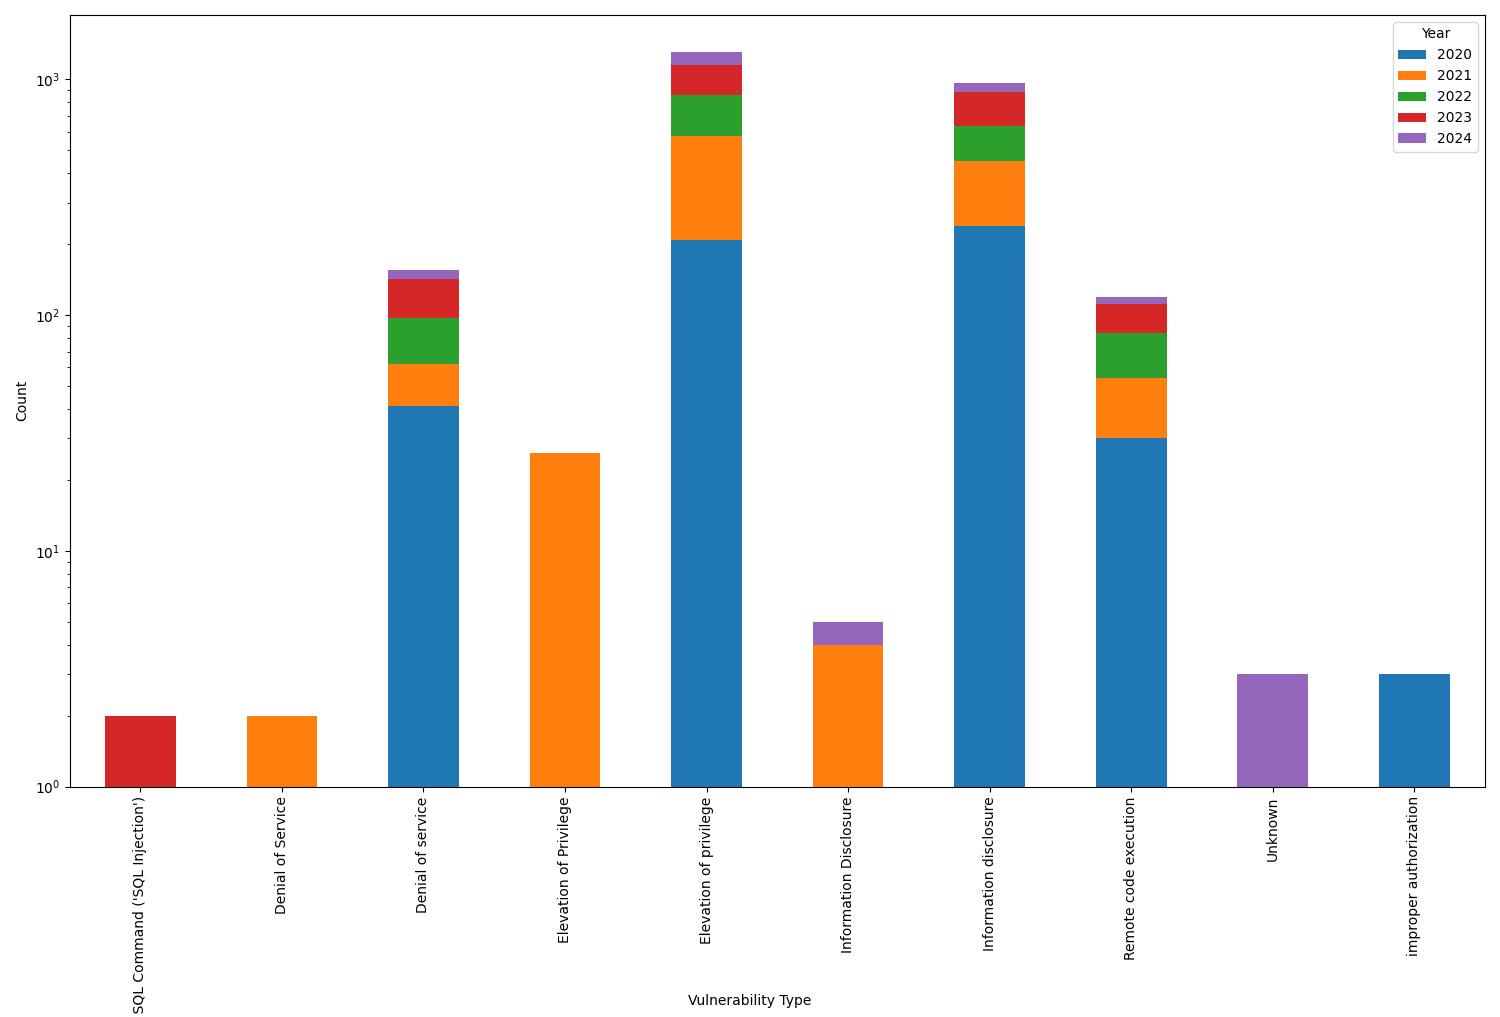 Year
2020
2021
2022
2023
2024
10³
10²
10¹
10⁰
Count
SQL Command ('SQL Injection')
Denial of Service
Denial of service
Elevation of Privilege
Elevation of privilege
Information Disclosure
Information disclosure
Remote code execution
Unknown
improper authorization
Vulnerability Type